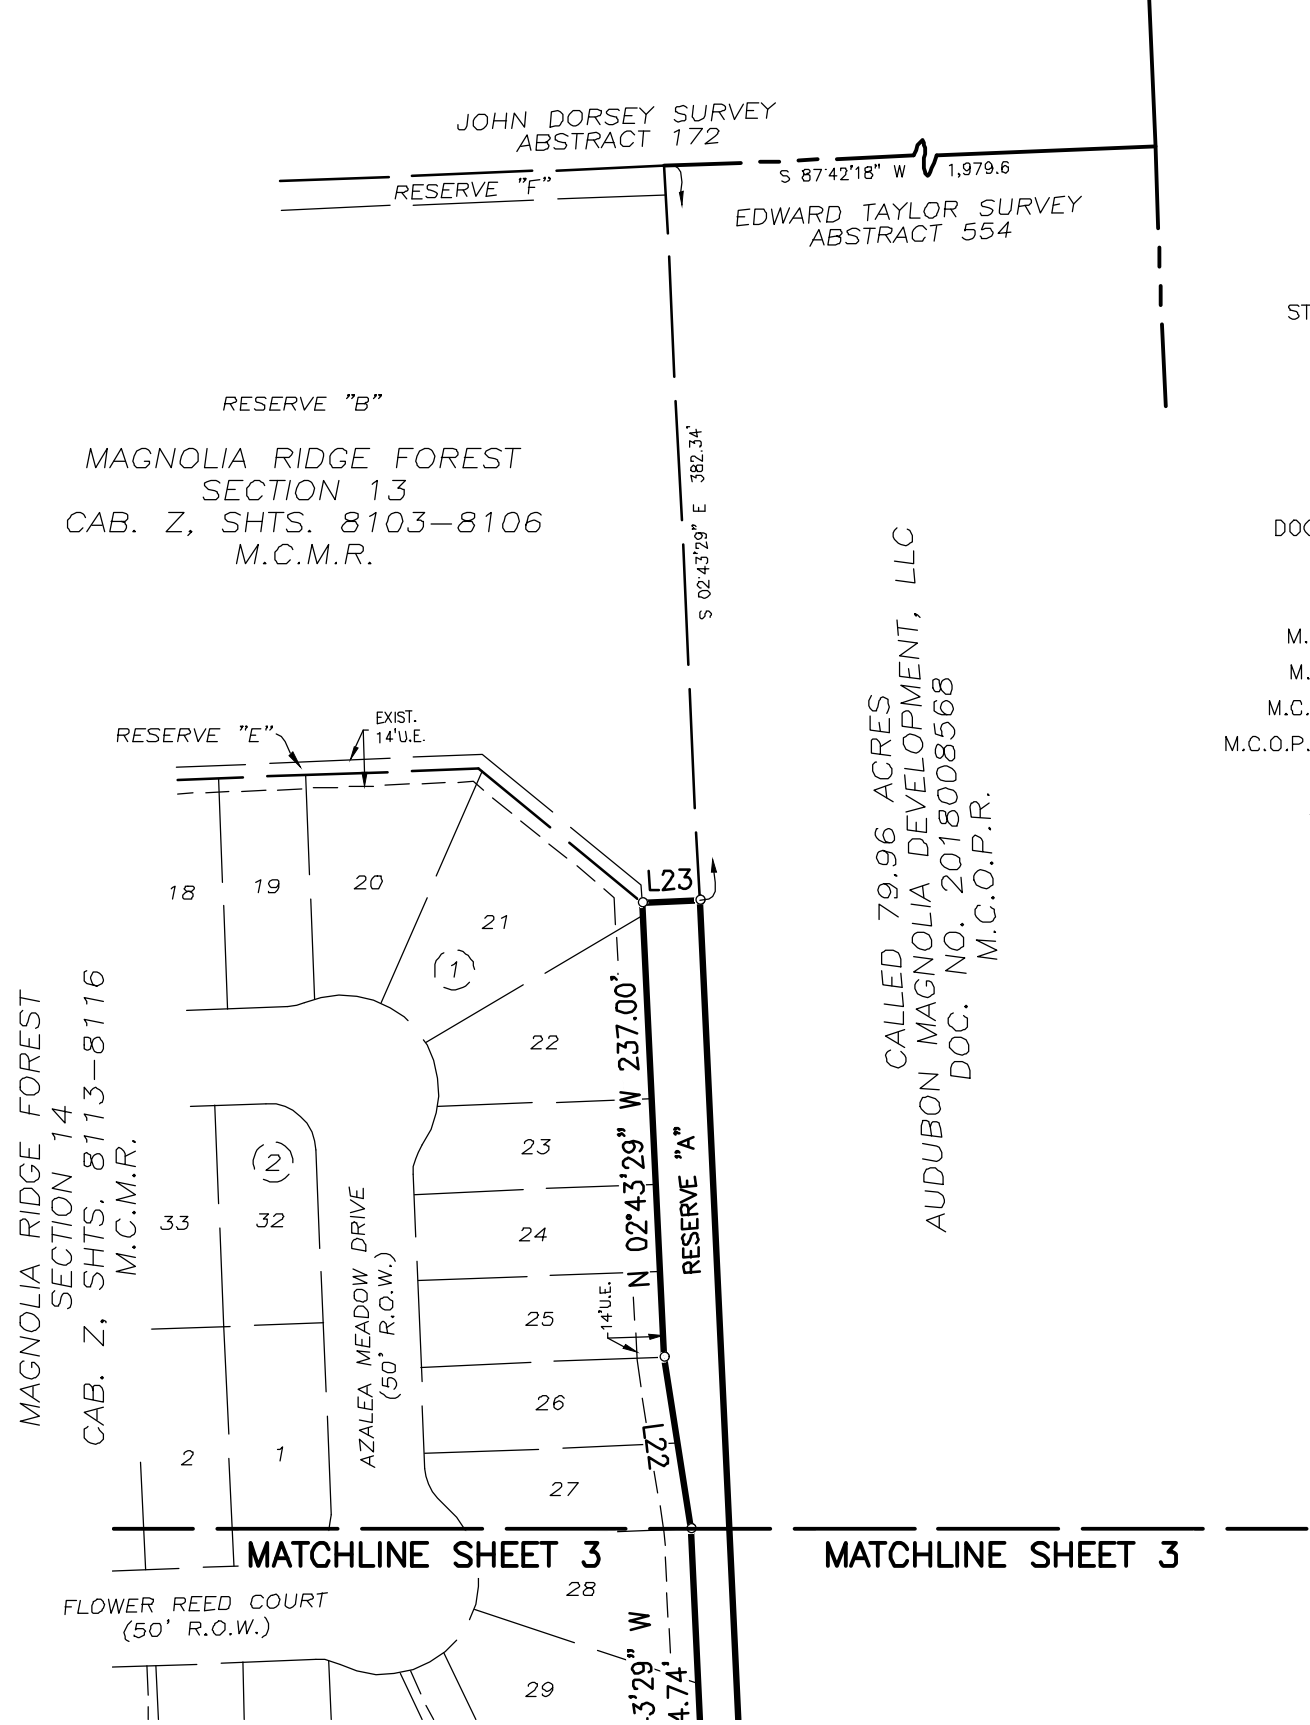 JOHN DORSEY SURVEY
ABSTRACT 172
RESERVE "F"
S 87°42'18" W 1,979.6
EDWARD TAYLOR SURVEY
ABSTRACT 554
ST
RESERVE "B"
MAGNOLIA RIDGE FOREST
SECTION 13
CAB. Z, SHTS. 8103-8106
M.C.M.R.
S 02°43'29" E 382.34'
DOC
M.
M.
M.C.
M.C.O.P.
CALLED 79.96 ACRES
AUDUBON MAGNOLIA DEVELOPMENT, LLC
DOC. NO. 2018008568
M.C.O.P.R.
RESERVE "E"
EXIST.
14'U.E.
L23
18
19
20
21
1
22
23
24
25
26
27
N 02°43'29" W 237.00'
RESERVE "A"
14'U.E.
L22
MAGNOLIA RIDGE FOREST
SECTION 14
CAB. Z, SHTS. 8113-8116
M.C.M.R.
2
33
32
AZALEA MEADOW DRIVE
(50' R.O.W.)
2
1
MATCHLINE SHEET 3
MATCHLINE SHEET 3
FLOWER REED COURT
(50' R.O.W.)
28
29
3'29" W
4.74'